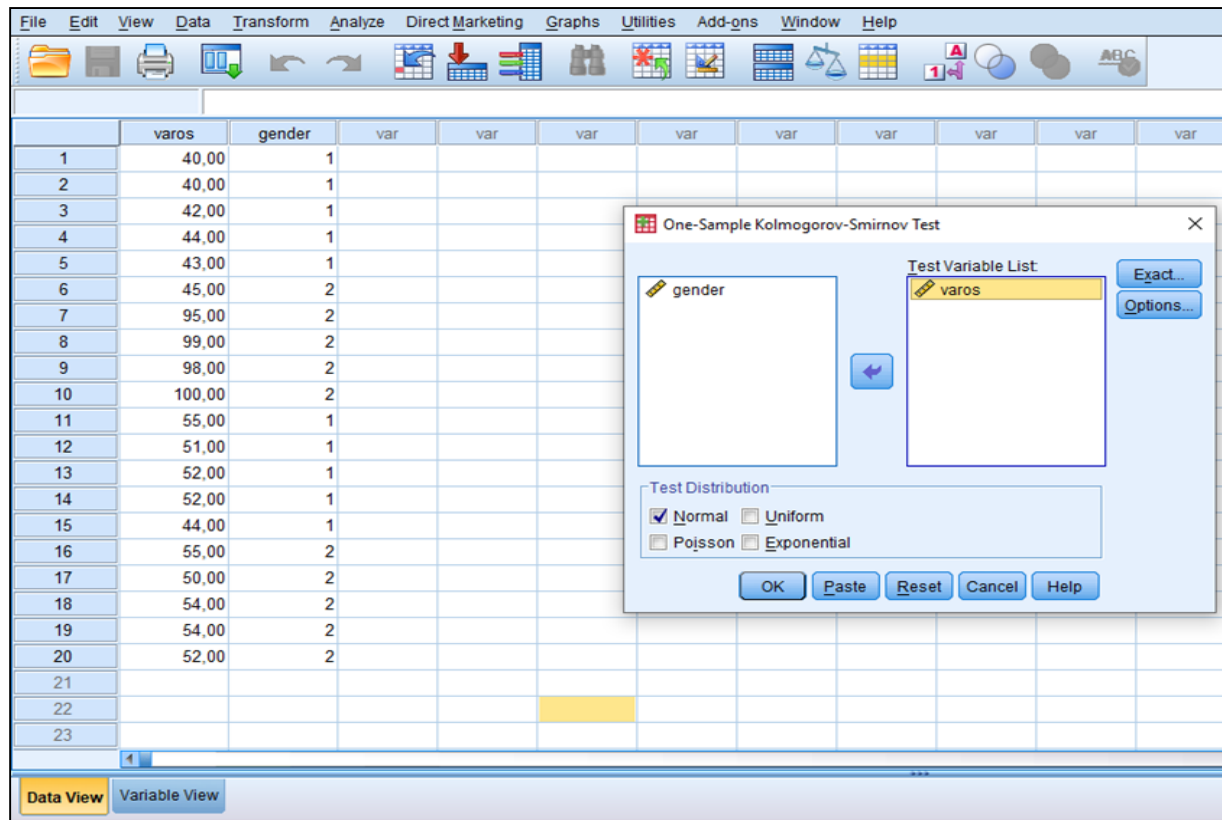 File Edit View Data Transform Analyze Direct Marketing Graphs Utilities Add-ons Window Help
A
1
ABC
varos gender var var var var var var var var var
1 40,00 1
2 40,00 1
3 42,00 1
4 44,00 1
5 43,00 1
6 45,00 2
7 95,00 2
8 99,00 2
9 98,00 2
10 100,00 2
11 55,00 1
12 51,00 1
13 52,00 1
14 52,00 1
15 44,00 1
16 55,00 2
17 50,00 2
18 54,00 2
19 54,00 2
20 52,00 2
21
22
23
One-Sample Kolmogorov-Smirnov Test
Test Variable List:
gender
varos
Exact...
Options...
Test Distribution
Normal Uniform
Poisson Exponential
OK Paste Reset Cancel Help
Data View Variable View